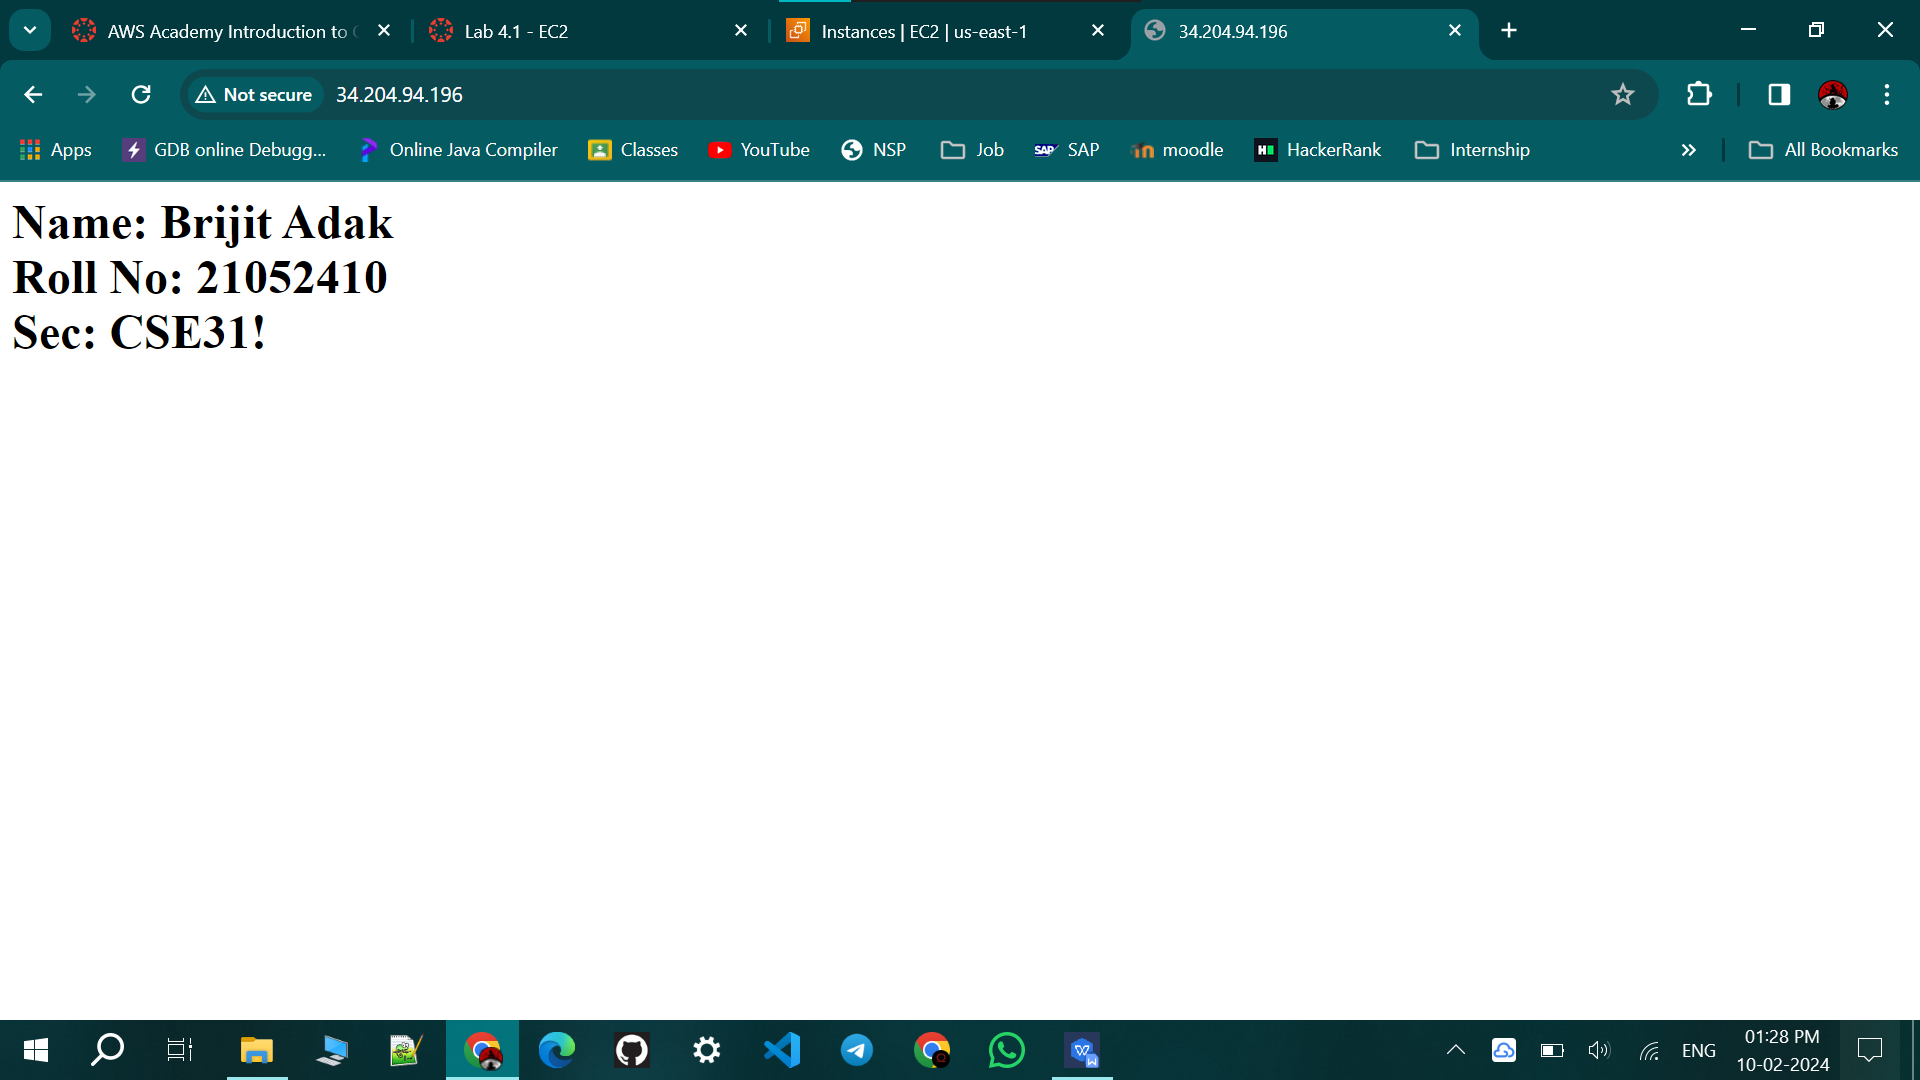 AWS Academy Introduction to
Lab 4.1 - EC2
Instances | EC2 | us-east-1
34.204.94.196
Not secure
34.204.94.196
Apps
GDB online Debugg...
Online Java Compiler
Classes
YouTube
NSP
Job
SAP
SAP
moodle
HackerRank
Internship
All Bookmarks
Name: Brijit Adak
Roll No: 21052410
Sec: CSE31!
ENG
01:28 PM
10-02-2024